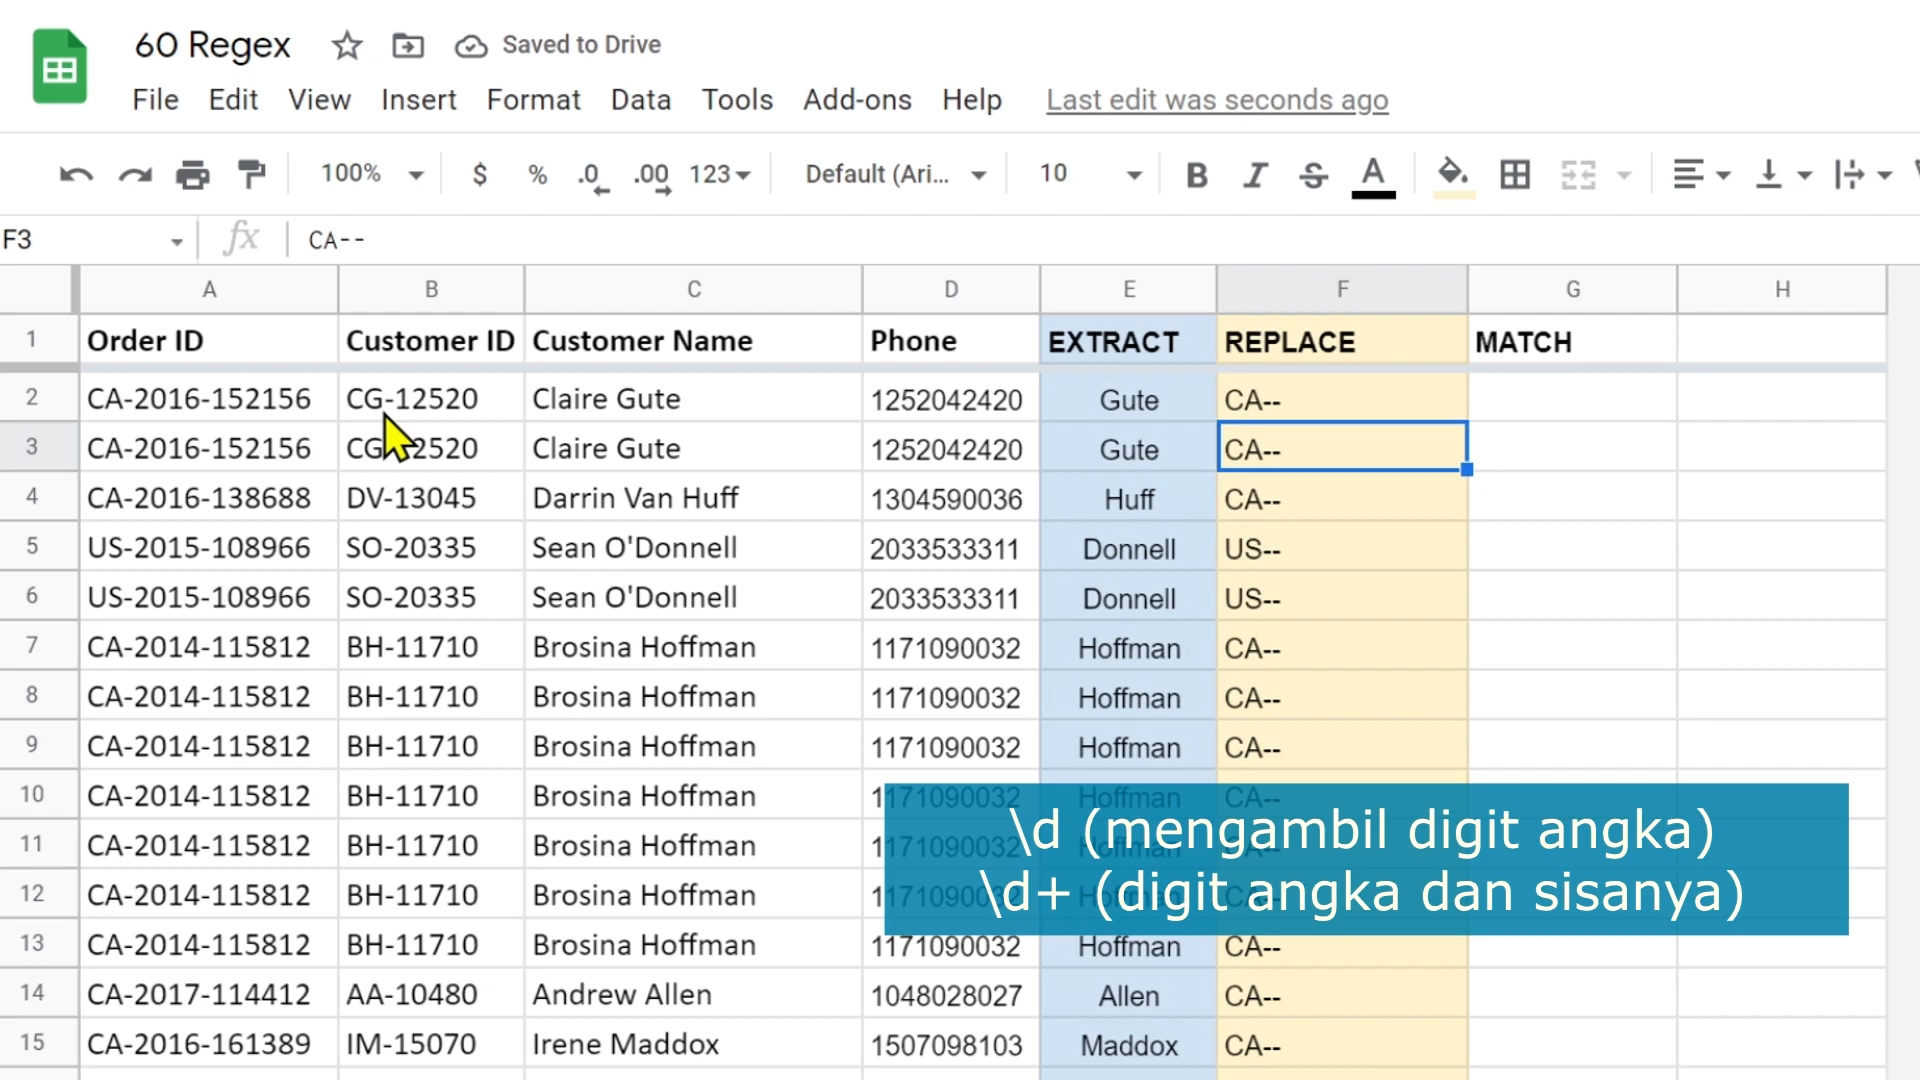 60 Regex Saved to Drive
File Edit View Insert Format Data Tools Add-ons Help Last edit was seconds ago
100% $ % .0 .00 123 Default (Ari... 10 B I S A
F3 fx CA--
A B C D E F G H
1 Order ID Customer ID Customer Name Phone EXTRACT REPLACE MATCH
2 CA-2016-152156 CG-12520 Claire Gute 1252042420 Gute CA--
3 CA-2016-152156 CG-12520 Claire Gute 1252042420 Gute CA--
4 CA-2016-138688 DV-13045 Darrin Van Huff 1304590036 Huff CA--
5 US-2015-108966 SO-20335 Sean O'Donnell 2033533311 Donnell US--
6 US-2015-108966 SO-20335 Sean O'Donnell 2033533311 Donnell US--
7 CA-2014-115812 BH-11710 Brosina Hoffman 1171090032 Hoffman CA--
8 CA-2014-115812 BH-11710 Brosina Hoffman 1171090032 Hoffman CA--
9 CA-2014-115812 BH-11710 Brosina Hoffman 1171090032 Hoffman CA--
10 CA-2014-115812 BH-11710 Brosina Hoffman 1171090032 Hoffman CA--
11 CA-2014-115812 BH-11710 Brosina Hoffman 1171090032 Hoffman CA--
\d (mengambil digit angka)
12 CA-2014-115812 BH-11710 Brosina Hoffman
\d+ (digit angka dan sisanya)
13 CA-2014-115812 BH-11710 Brosina Hoffman 1171090032 Hoffman CA--
14 CA-2017-114412 AA-10480 Andrew Allen 1048028027 Allen CA--
15 CA-2016-161389 IM-15070 Irene Maddox 1507098103 Maddox CA--